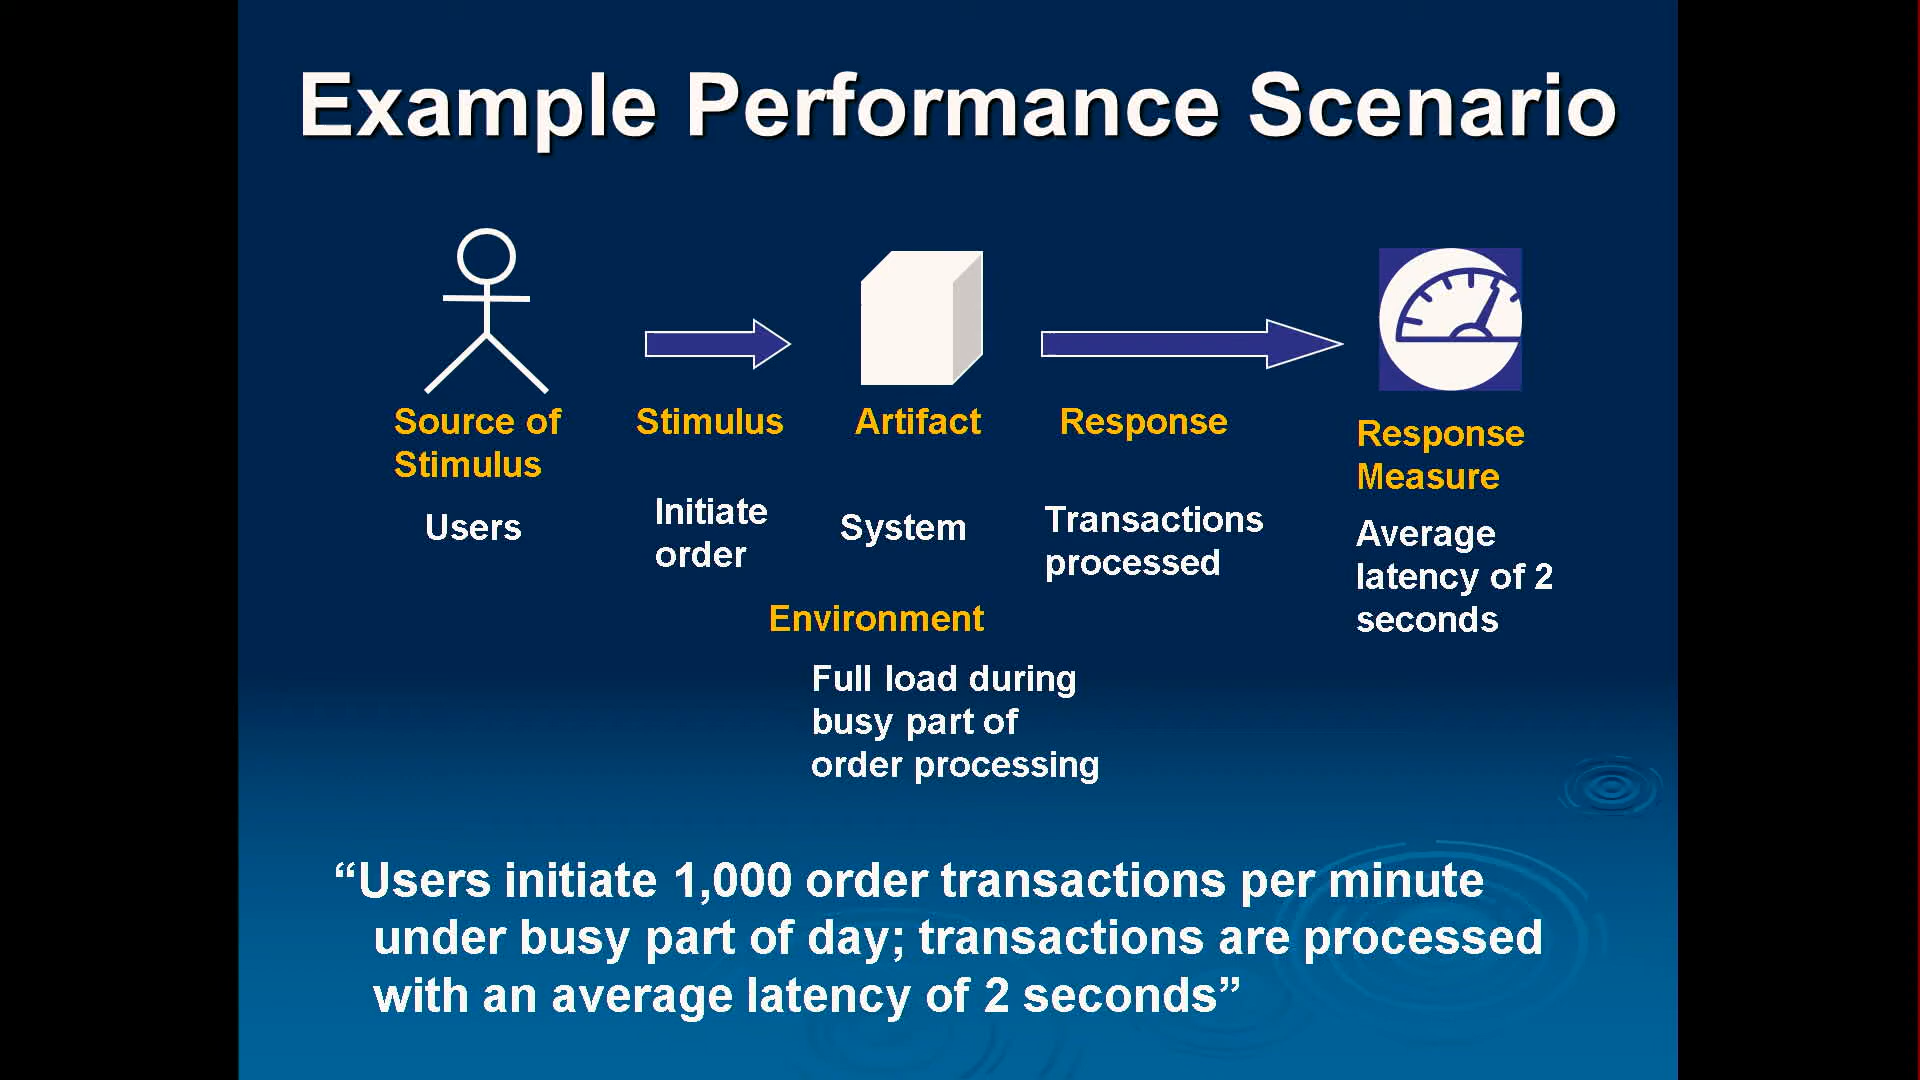 Example Performance Scenario
Source of
Stimulus
Users
Stimulus
Initiate
order
Artifact
System
Response
Transactions
processed
Response
Measure
Average
latency of 2
seconds
Environment
Full load during
busy part of
order processing
“Users initiate 1,000 order transactions per minute
under busy part of day; transactions are processed
with an average latency of 2 seconds”